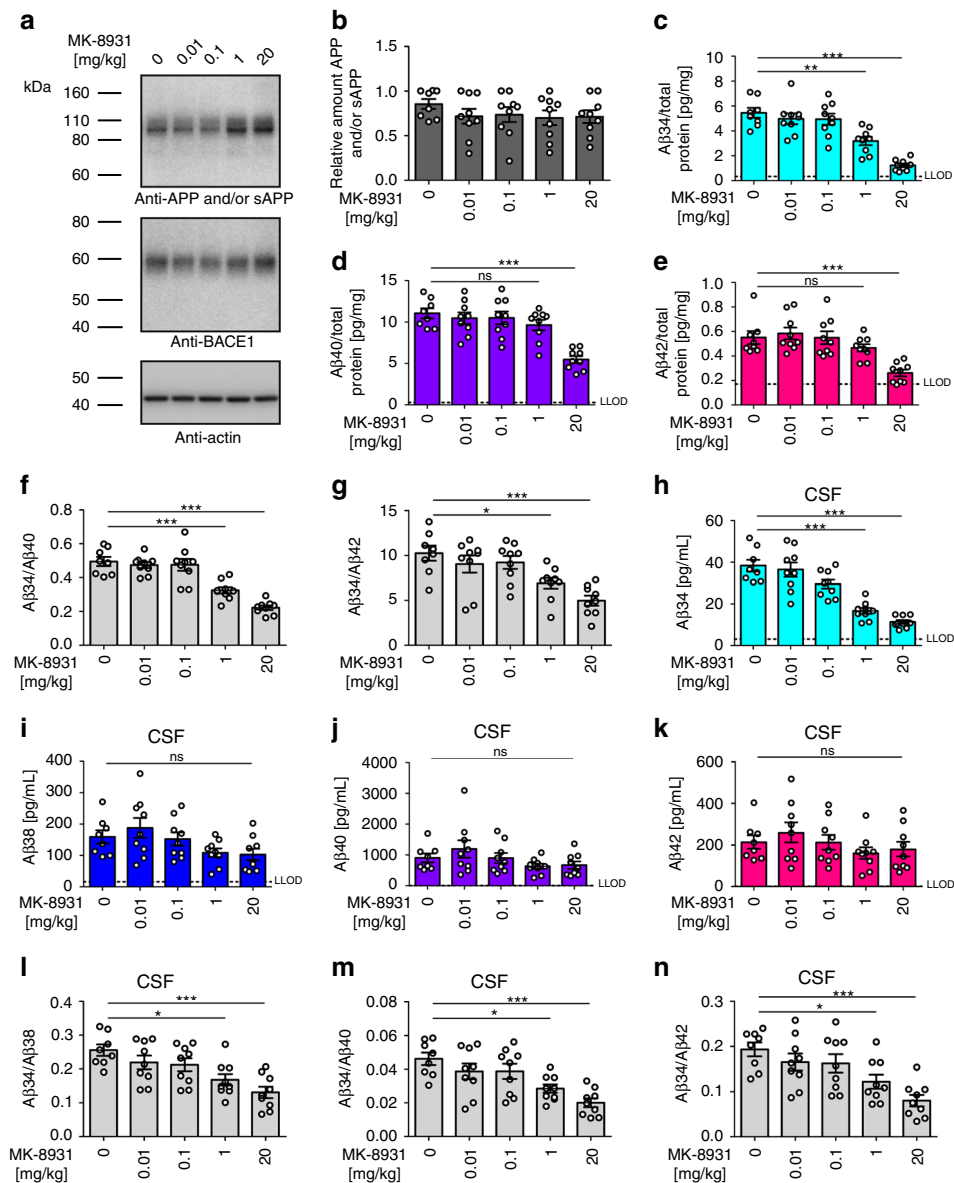 a
MK-8931
[mg/kg]
0
0.01
0.1
1
20
kDa
160
110
80
60
Anti-APP and/or sAPP
80
60
50
40
Anti-BACE1
50
40
Anti-actin
b
Relative amount APP
and/or sAPP
1.5
1.0
0.5
0.0
MK-8931
[mg/kg]
0
0.01
0.1
1
20
c
Aβ34/total
protein [pg/mg]
10
8
6
4
2
0
***
**
LLOD
MK-8931
[mg/kg]
0
0.01
0.1
1
20
d
Aβ40/total
protein [pg/mg]
15
10
5
0
***
ns
LLOD
MK-8931
[mg/kg]
0
0.01
0.1
1
20
e
Aβ42/total
protein [pg/mg]
1.0
0.8
0.6
0.4
0.2
0.0
***
ns
LLOD
MK-8931
[mg/kg]
0
0.01
0.1
1
20
f
Aβ34/Aβ40
0.8
0.6
0.4
0.2
0.0
***
***
MK-8931
[mg/kg]
0
0.01
0.1
1
20
g
Aβ34/Aβ42
15
10
5
0
***
*
MK-8931
[mg/kg]
0
0.01
0.1
1
20
h
CSF
Aβ34 [pg/mL]
60
40
20
0
***
***
LLOD
MK-8931
[mg/kg]
0
0.01
0.1
1
20
i
CSF
Aβ38 [pg/mL]
400
300
200
100
0
ns
LLOD
MK-8931
[mg/kg]
0
0.01
0.1
1
20
j
CSF
Aβ40 [pg/mL]
4000
3000
2000
1000
0
ns
LLOD
MK-8931
[mg/kg]
0
0.01
0.1
1
20
k
CSF
Aβ42 [pg/mL]
600
400
200
0
ns
LLOD
MK-8931
[mg/kg]
0
0.01
0.1
1
20
l
CSF
Aβ34/Aβ38
0.4
0.3
0.2
0.1
0.0
***
*
MK-8931
[mg/kg]
0
0.01
0.1
1
20
m
CSF
Aβ34/Aβ40
0.08
0.06
0.04
0.02
0.00
***
*
MK-8931
[mg/kg]
0
0.01
0.1
1
20
n
CSF
Aβ34/Aβ42
0.3
0.2
0.1
0.0
***
*
MK-8931
[mg/kg]
0
0.01
0.1
1
20